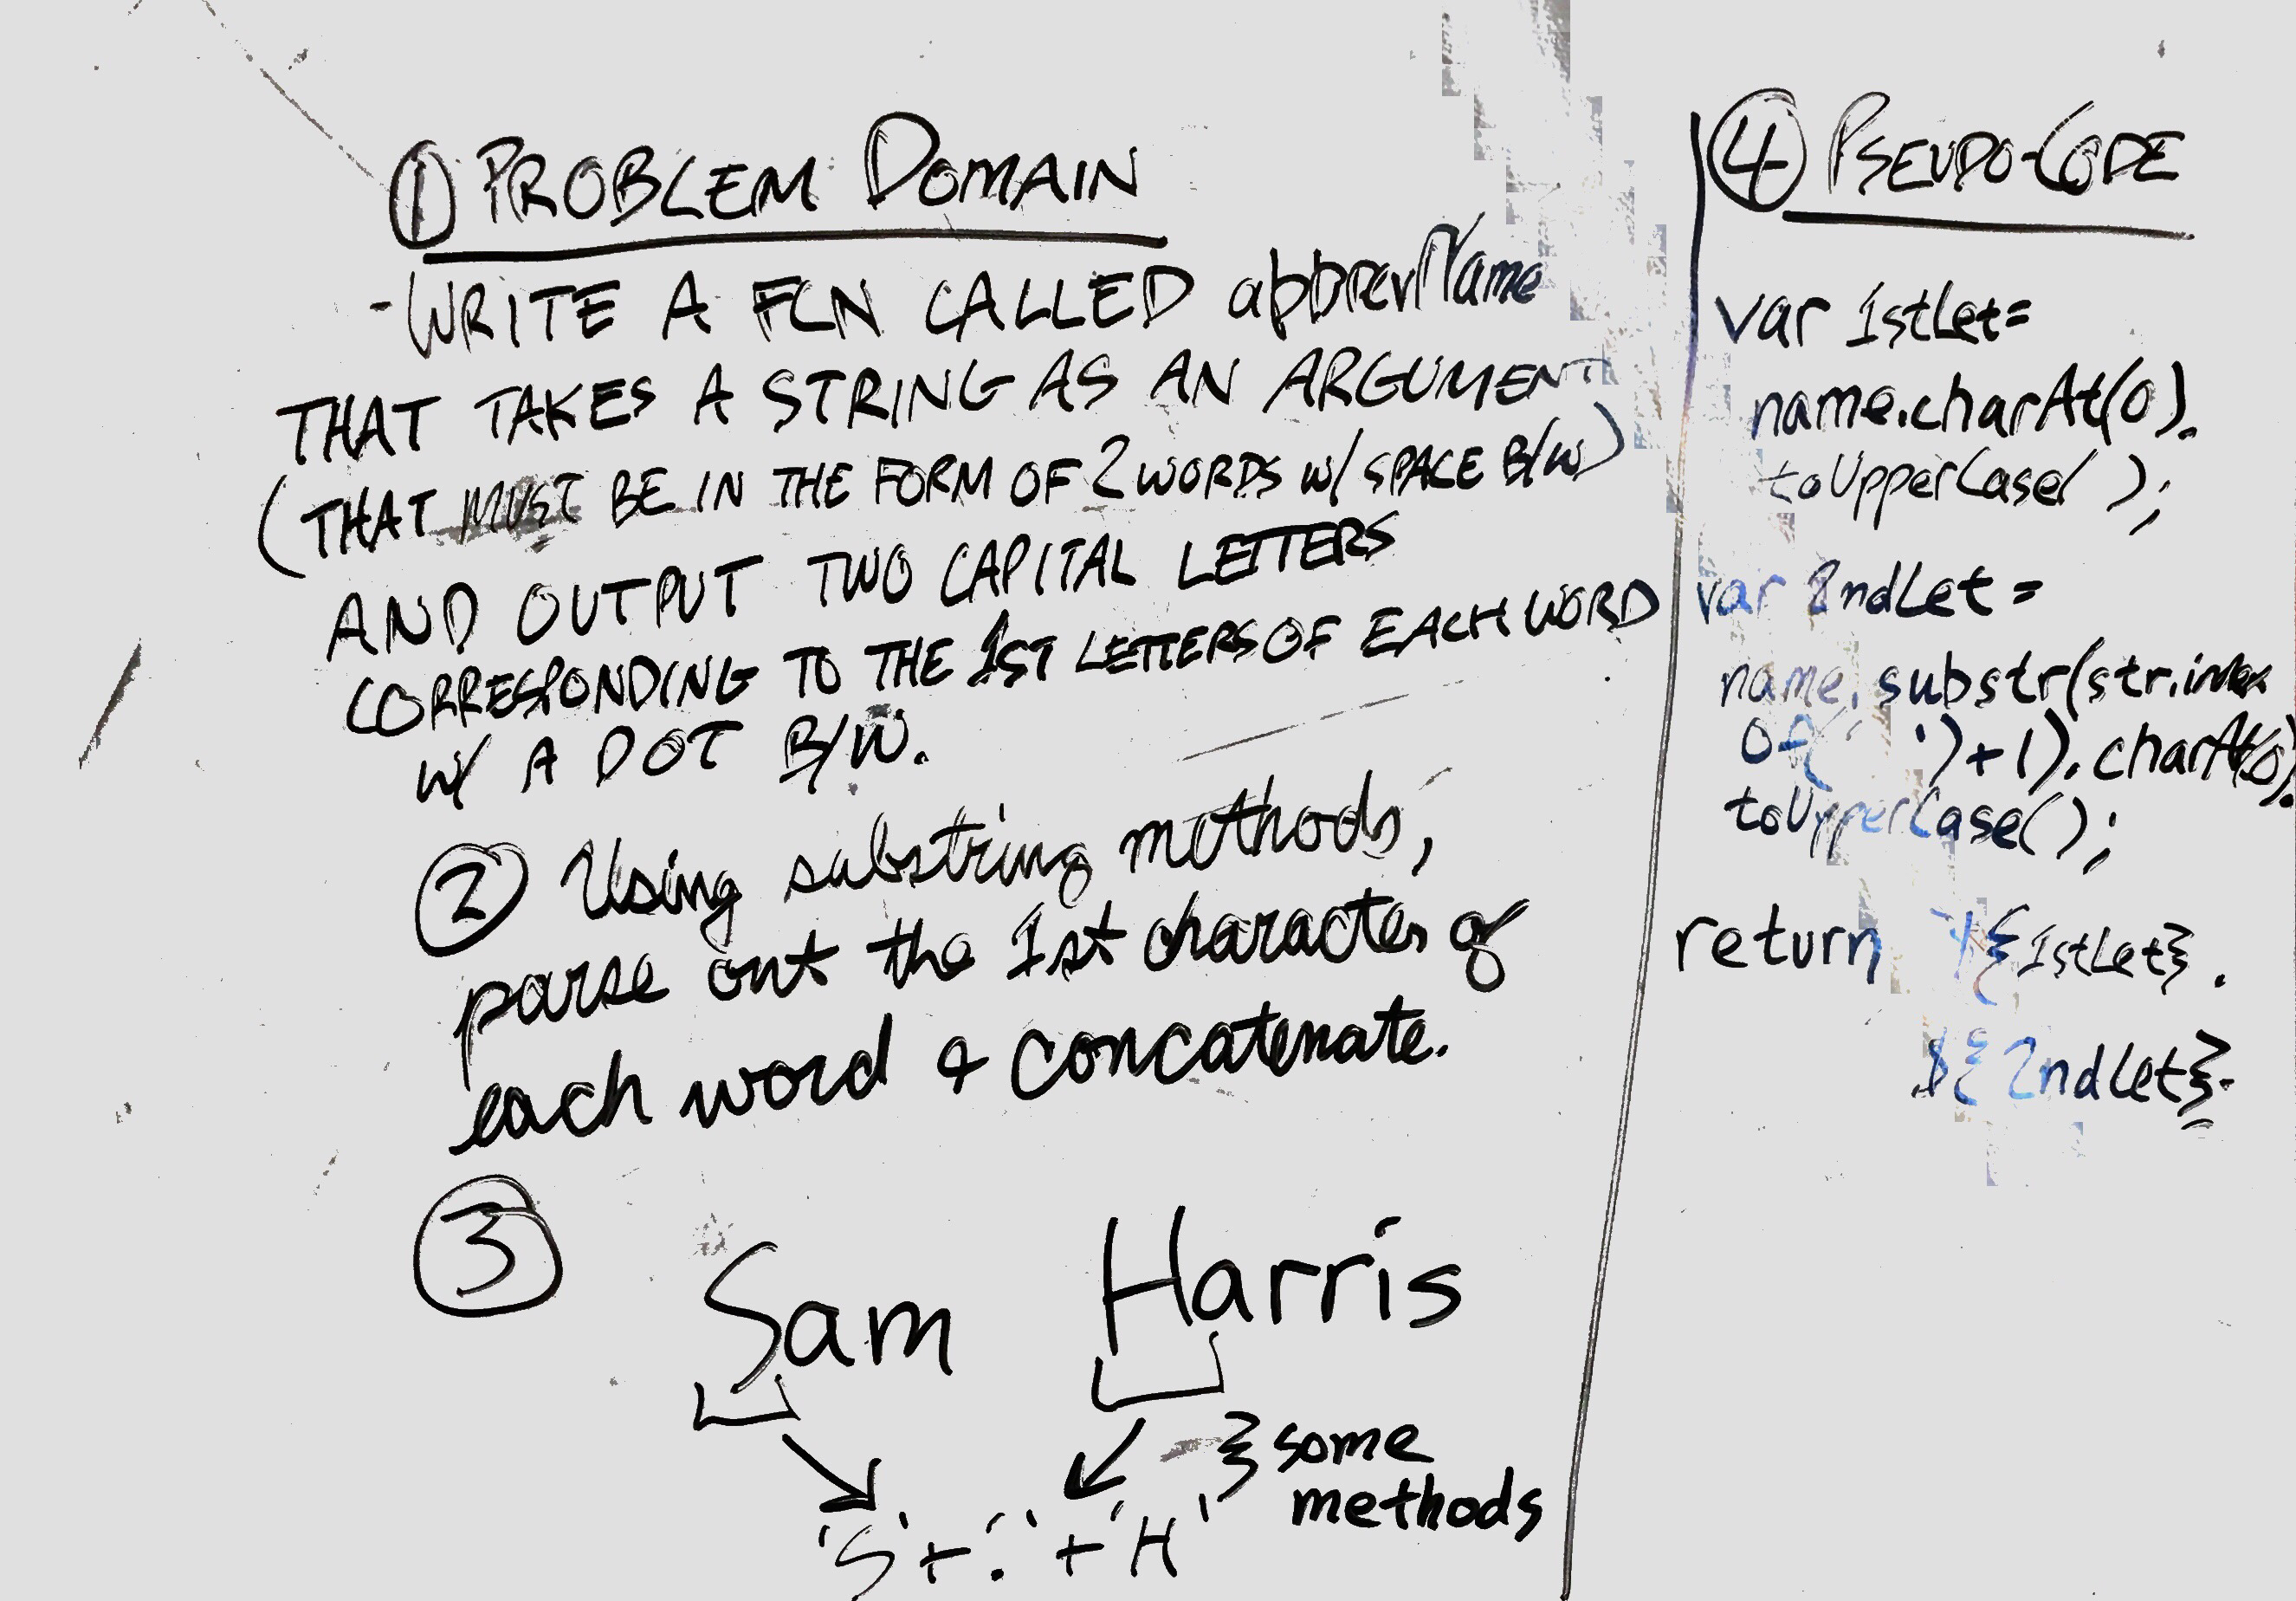 ① PROBLEM DOMAIN
-WRITE A FCN CALLED abbrevName
THAT TAKES A STRING AS AN ARGUMENT
(THAT MUST BE IN THE FORM OF 2 WORDS W/ SPACE B/W)
AND OUTPUT TWO CAPITAL LETTERS
CORRESPONDING TO THE 1ST LETTERS OF EACH WORD
W/ A DOT B/W.
② Using substring methods,
parse out the 1st character of
each word & concatenate.
③
Sam Harris
} some
methods
'S' + '.' + 'H'
④ PSEUDO-CODE
var 1stLet=
name.charAt(0).
toUpperCase( );
var 2ndLet =
name.substr(str.index
Of(' ')+1).charAt(0).
toUpperCase();
return `${1stLet}.
${2ndLet}`